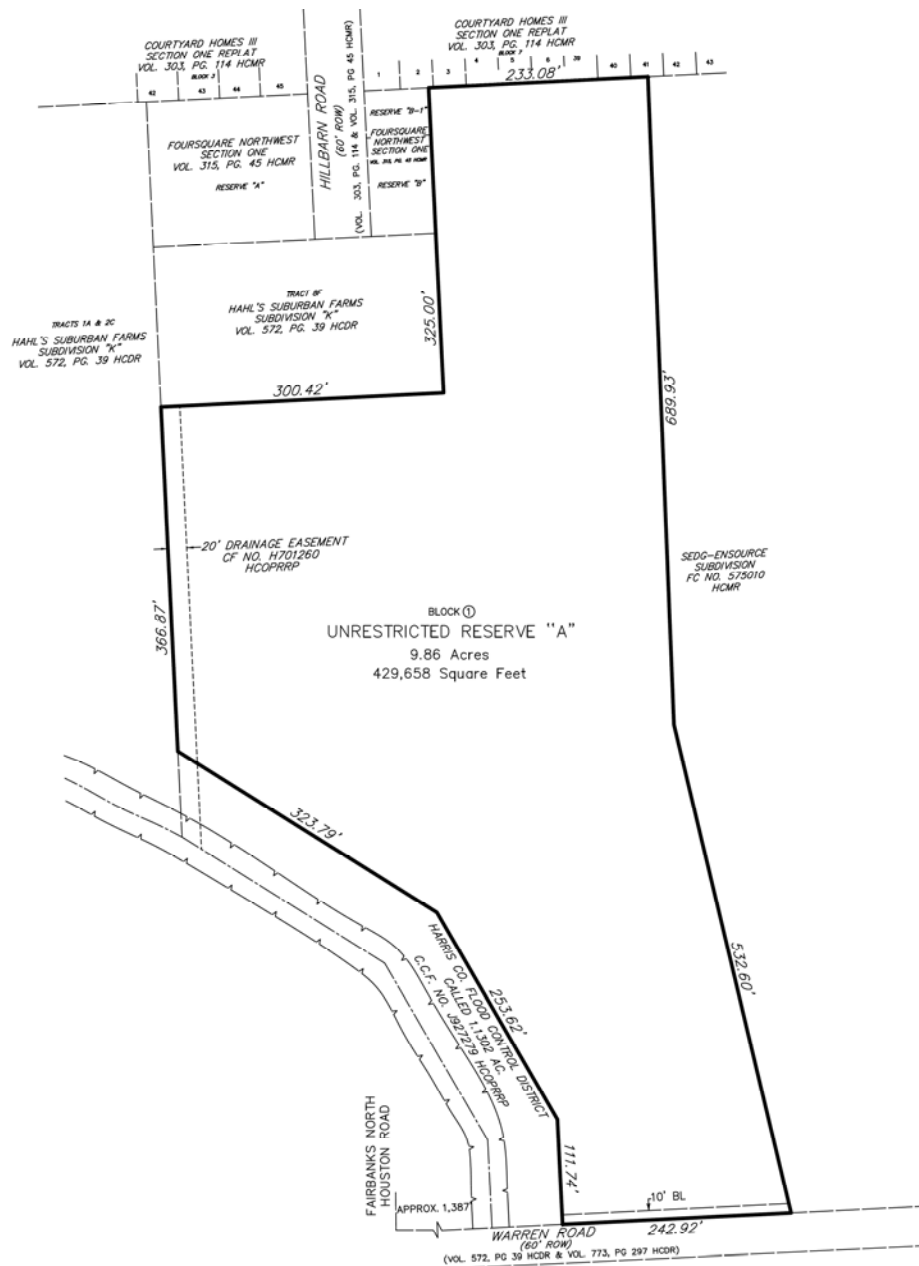 COURTYARD HOMES III
SECTION ONE REPLAT
VOL. 303, PG. 114 HCMR
BLOCK 3
42 43 44 45
HILLBARN ROAD
(60' ROW)
(VOL. 303, PG. 114 & VOL. 315, PG 45 HCMR)
COURTYARD HOMES III
SECTION ONE REPLAT
VOL. 303, PG. 114 HCMR
1 2 3 4 5 6 39 40 41 42 43
233.08'
FOURSQUARE NORTHWEST
SECTION ONE
VOL. 315, PG. 45 HCMR
RESERVE "A"
RESERVE "B-1"
FOURSQUARE
NORTHWEST
SECTION ONE
VOL. 315, PG. 45 HCMR
RESERVE "B"
TRACT 8F
HAHL'S SUBURBAN FARMS
SUBDIVISION "K"
VOL. 572, PG. 39 HCDR
TRACTS 1A & 2C
HAHL'S SUBURBAN FARMS
SUBDIVISION "K"
VOL. 572, PG. 39 HCDR
325.00'
300.42'
689.93'
20' DRAINAGE EASEMENT
CF NO. H701260
HCOPRRP
366.87'
SEDG-ENSOURCE
SUBDIVISION
FC NO. 575010
HCMR
BLOCK 1
UNRESTRICTED RESERVE "A"
9.86 Acres
429,658 Square Feet
323.79'
253.62'
HARRIS CO. FLOOD CONTROL DISTRICT
CALLED 1.1302 AC.
C.C.F. NO. J927279 HCOPRRP
532.60'
111.74'
FAIRBANKS NORTH
HOUSTON ROAD
APPROX. 1,387'
10' BL
WARREN ROAD
(60' ROW)
242.92'
(VOL. 572, PG 39 HCDR & VOL. 773, PG 297 HCDR)